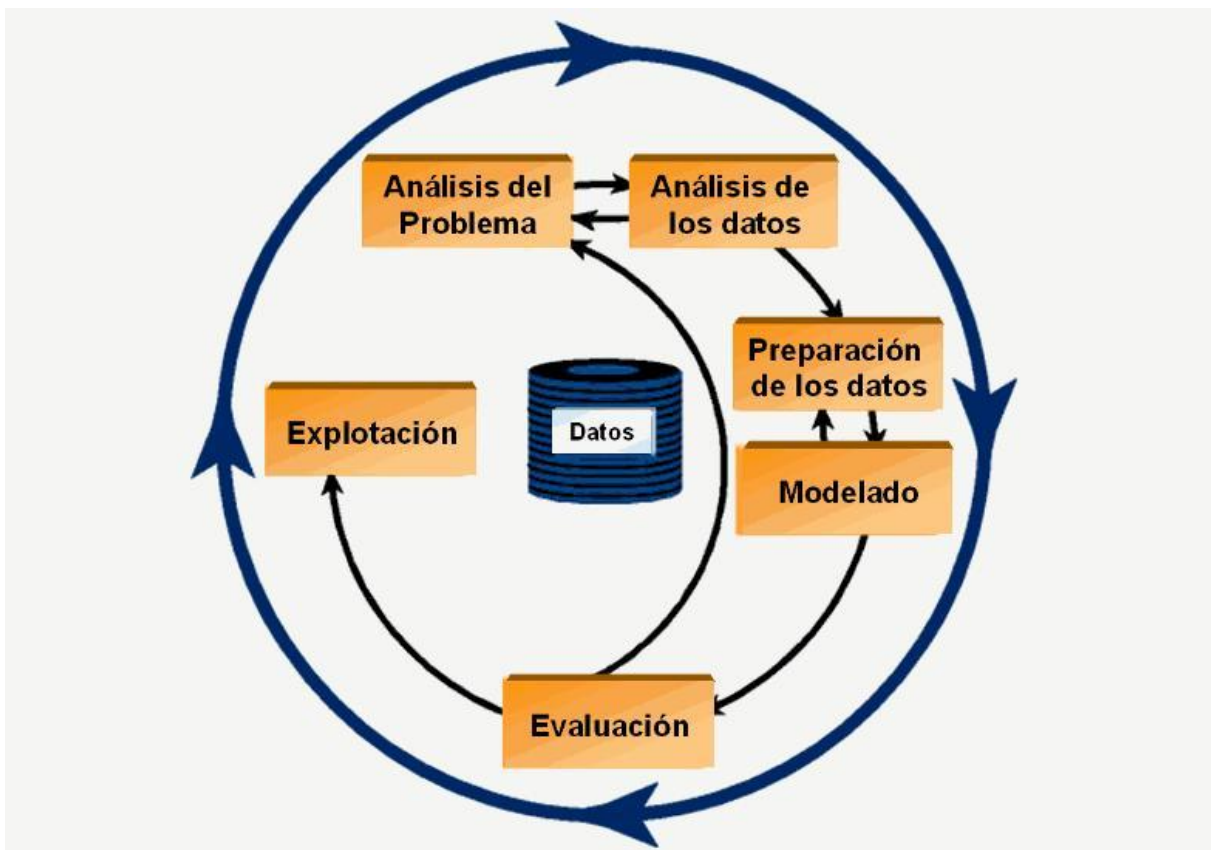 Análisis del
Problema
Análisis de
los datos
Preparación
de los datos
Explotación
Datos
Modelado
Evaluación